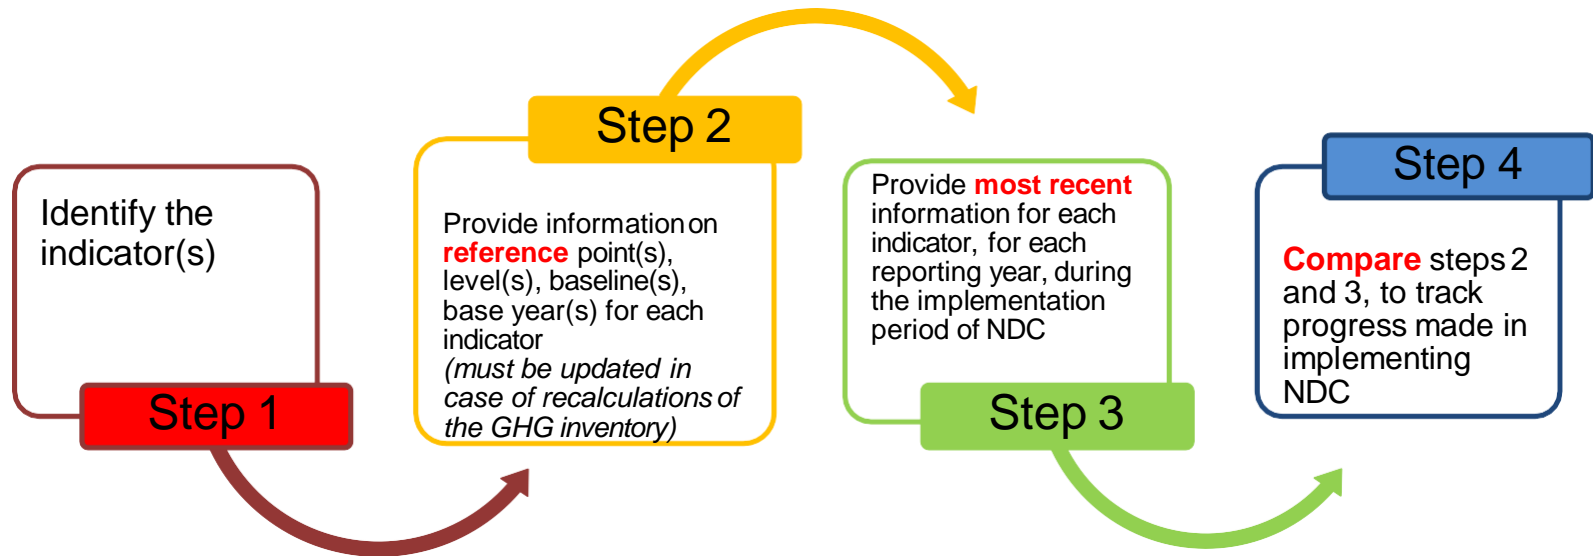 Identify the
indicator(s)
Step 1
Step 2
Provide information on
reference point(s),
level(s), baseline(s),
base year(s) for each
indicator
(must be updated in
case of recalculations of
the GHG inventory)
Provide most recent
information for each
indicator, for each
reporting year, during
the implementation
period of NDC
Step 3
Step 4
Compare steps 2
and 3, to track
progress made in
implementing
NDC